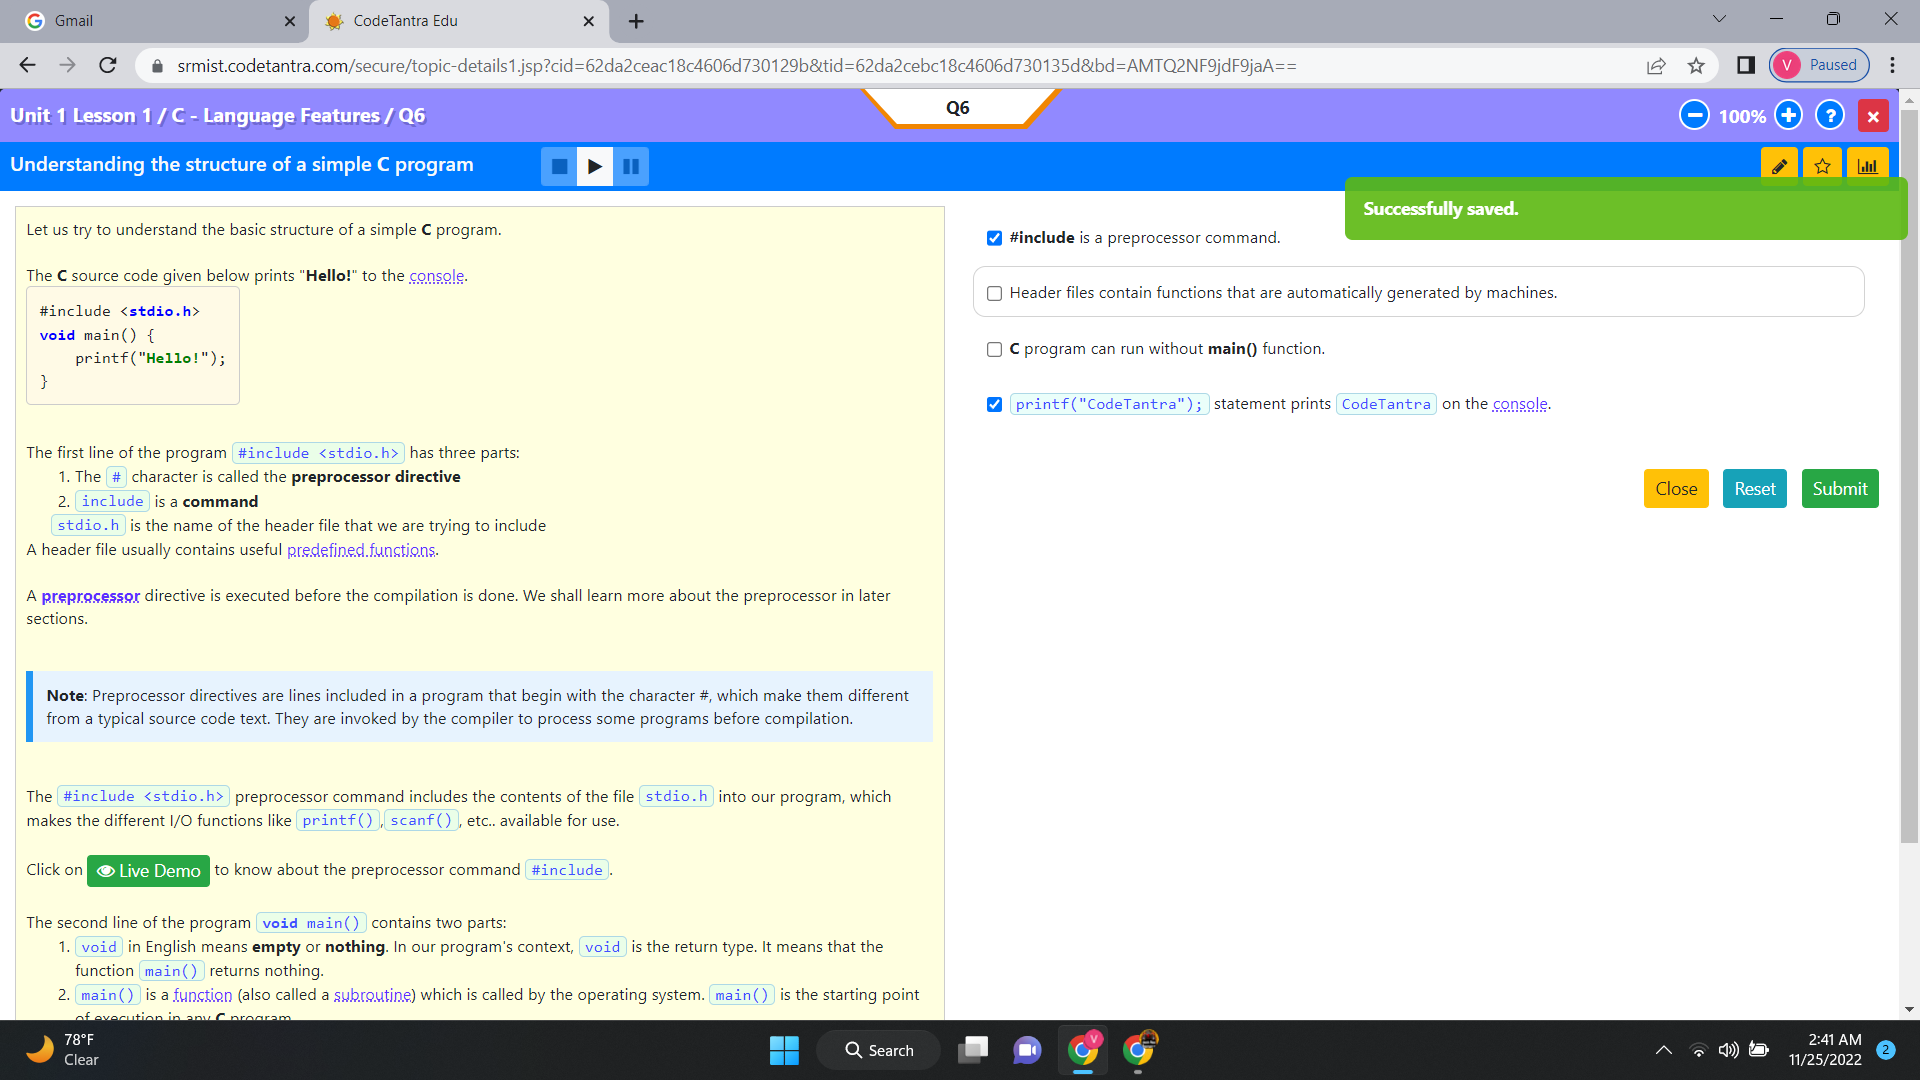 Gmail
CodeTantra Edu
srmist.codetantra.com/secure/topic-details1.jsp?cid=62da2ceac18c4606d730129b&tid=62da2cebc18c4606d730135d&bd=AMTQ2NF9jdF9jaA==
V Paused
Unit 1 Lesson 1 / C - Language Features / Q6
Q6
100%
?
Understanding the structure of a simple C program
Successfully saved.
Let us try to understand the basic structure of a simple C program.
The C source code given below prints "Hello!" to the console.
#include <stdio.h>
void main() {
printf("Hello!");
}
The first line of the program #include <stdio.h> has three parts:
1. The # character is called the preprocessor directive
2. include is a command
stdio.h is the name of the header file that we are trying to include
A header file usually contains useful predefined functions.
A preprocessor directive is executed before the compilation is done. We shall learn more about the preprocessor in later
sections.
Note: Preprocessor directives are lines included in a program that begin with the character #, which make them different
from a typical source code text. They are invoked by the compiler to process some programs before compilation.
The #include <stdio.h> preprocessor command includes the contents of the file stdio.h into our program, which
makes the different I/O functions like printf(), scanf(), etc.. available for use.
Click on Live Demo to know about the preprocessor command #include.
The second line of the program void main() contains two parts:
1. void in English means empty or nothing. In our program's context, void is the return type. It means that the
function main() returns nothing.
2. main() is a function (also called a subroutine) which is called by the operating system. main() is the starting point
of execution in any C program.
#include is a preprocessor command.
Header files contain functions that are automatically generated by machines.
C program can run without main() function.
printf("CodeTantra"); statement prints CodeTantra on the console.
Close
Reset
Submit
78°F
Clear
Search
V
2:41 AM
11/25/2022
2